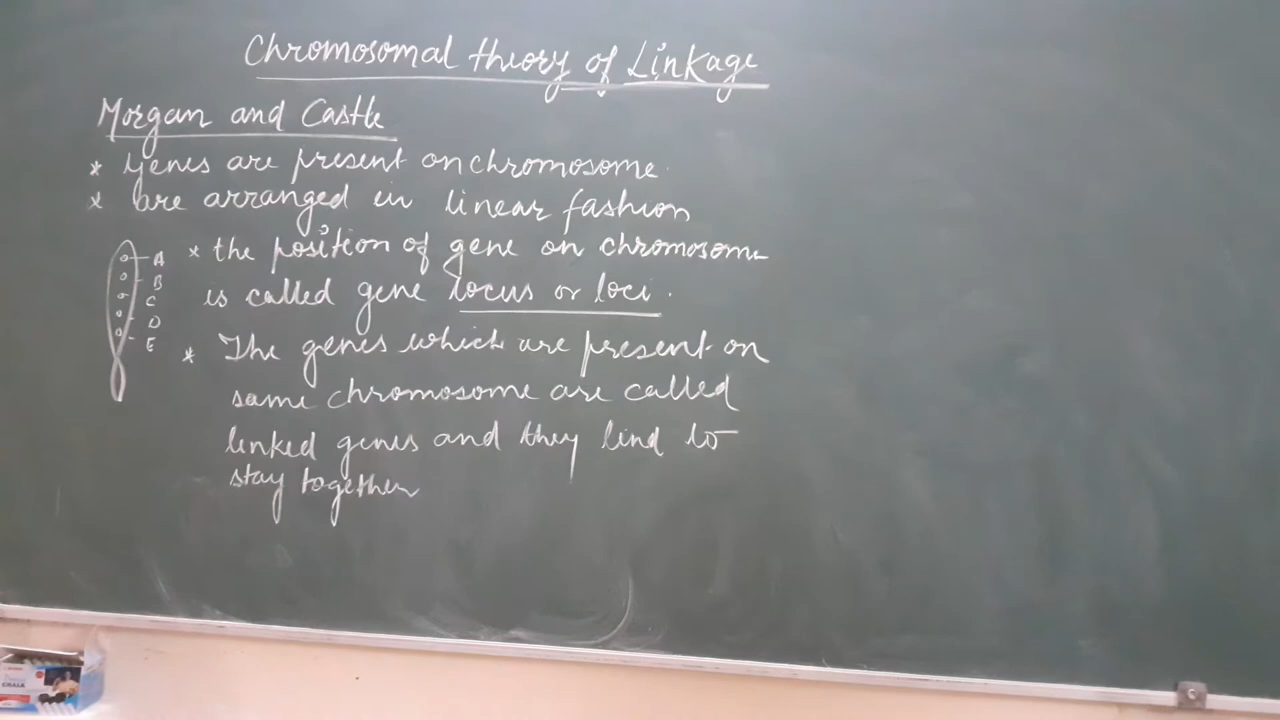 Chromosomal theory of Linkage
Morgan and Castle
* Genes are present on chromosome.
* are arranged in linear fashion
A
B
C
D
E
* the position of gene on chromosome
is called gene locus or loci.
* The genes which are present on
same chromosome are called
linked genes and they tend to
stay together
CHALK